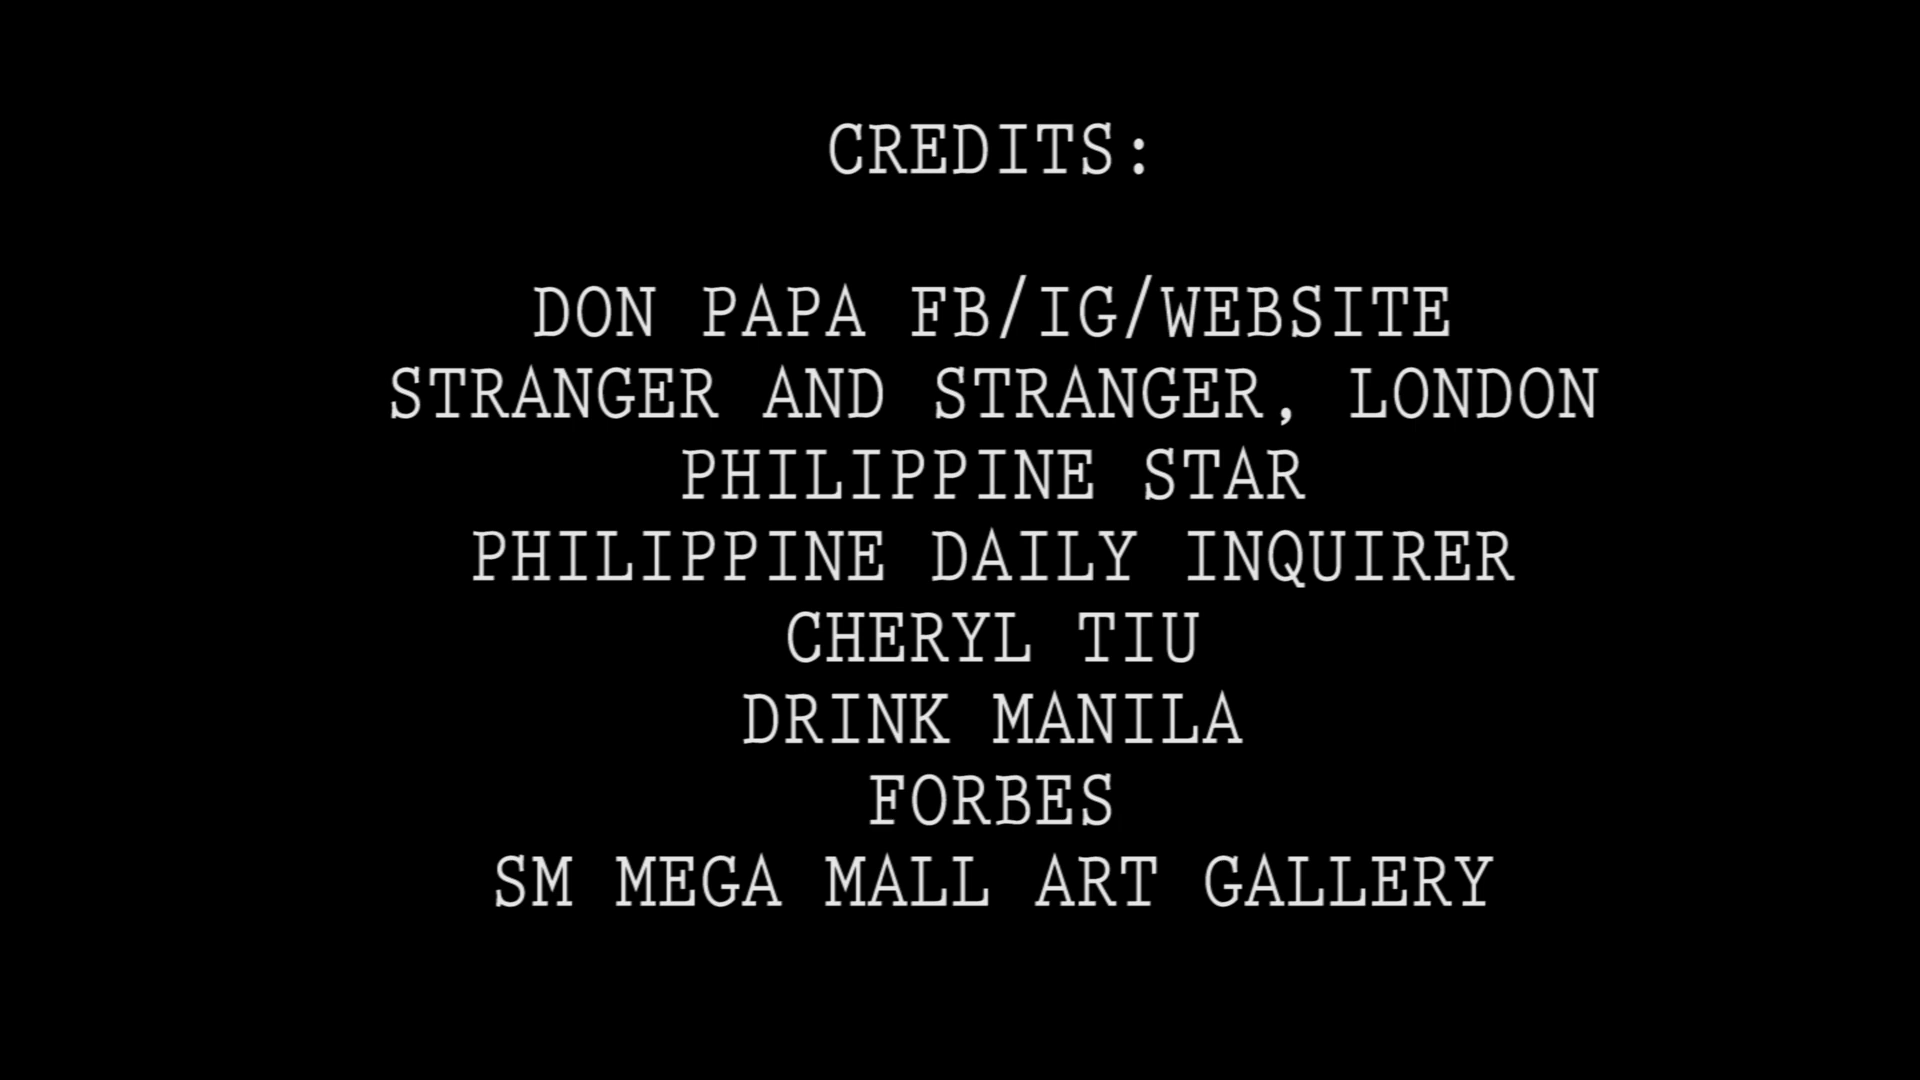 CREDITS:
DON PAPA FB/IG/WEBSITE
STRANGER AND STRANGER, LONDON
PHILIPPINE STAR
PHILIPPINE DAILY INQUIRER
CHERYL TIU
DRINK MANILA
FORBES
SM MEGA MALL ART GALLERY